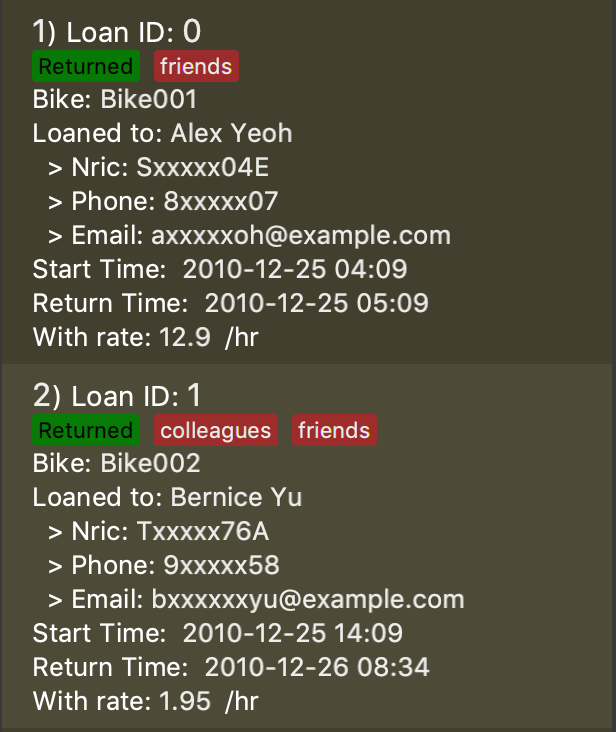 1) Loan ID: 0
Returned friends
Bike: Bike001
Loaned to: Alex Yeoh
> Nric: Sxxxxx04E
> Phone: 8xxxxx07
> Email: axxxxxoh@example.com
Start Time: 2010-12-25 04:09
Return Time: 2010-12-25 05:09
With rate: 12.9 /hr
2) Loan ID: 1
Returned colleagues friends
Bike: Bike002
Loaned to: Bernice Yu
> Nric: Txxxxx76A
> Phone: 9xxxxx58
> Email: bxxxxxxyu@example.com
Start Time: 2010-12-25 14:09
Return Time: 2010-12-26 08:34
With rate: 1.95 /hr